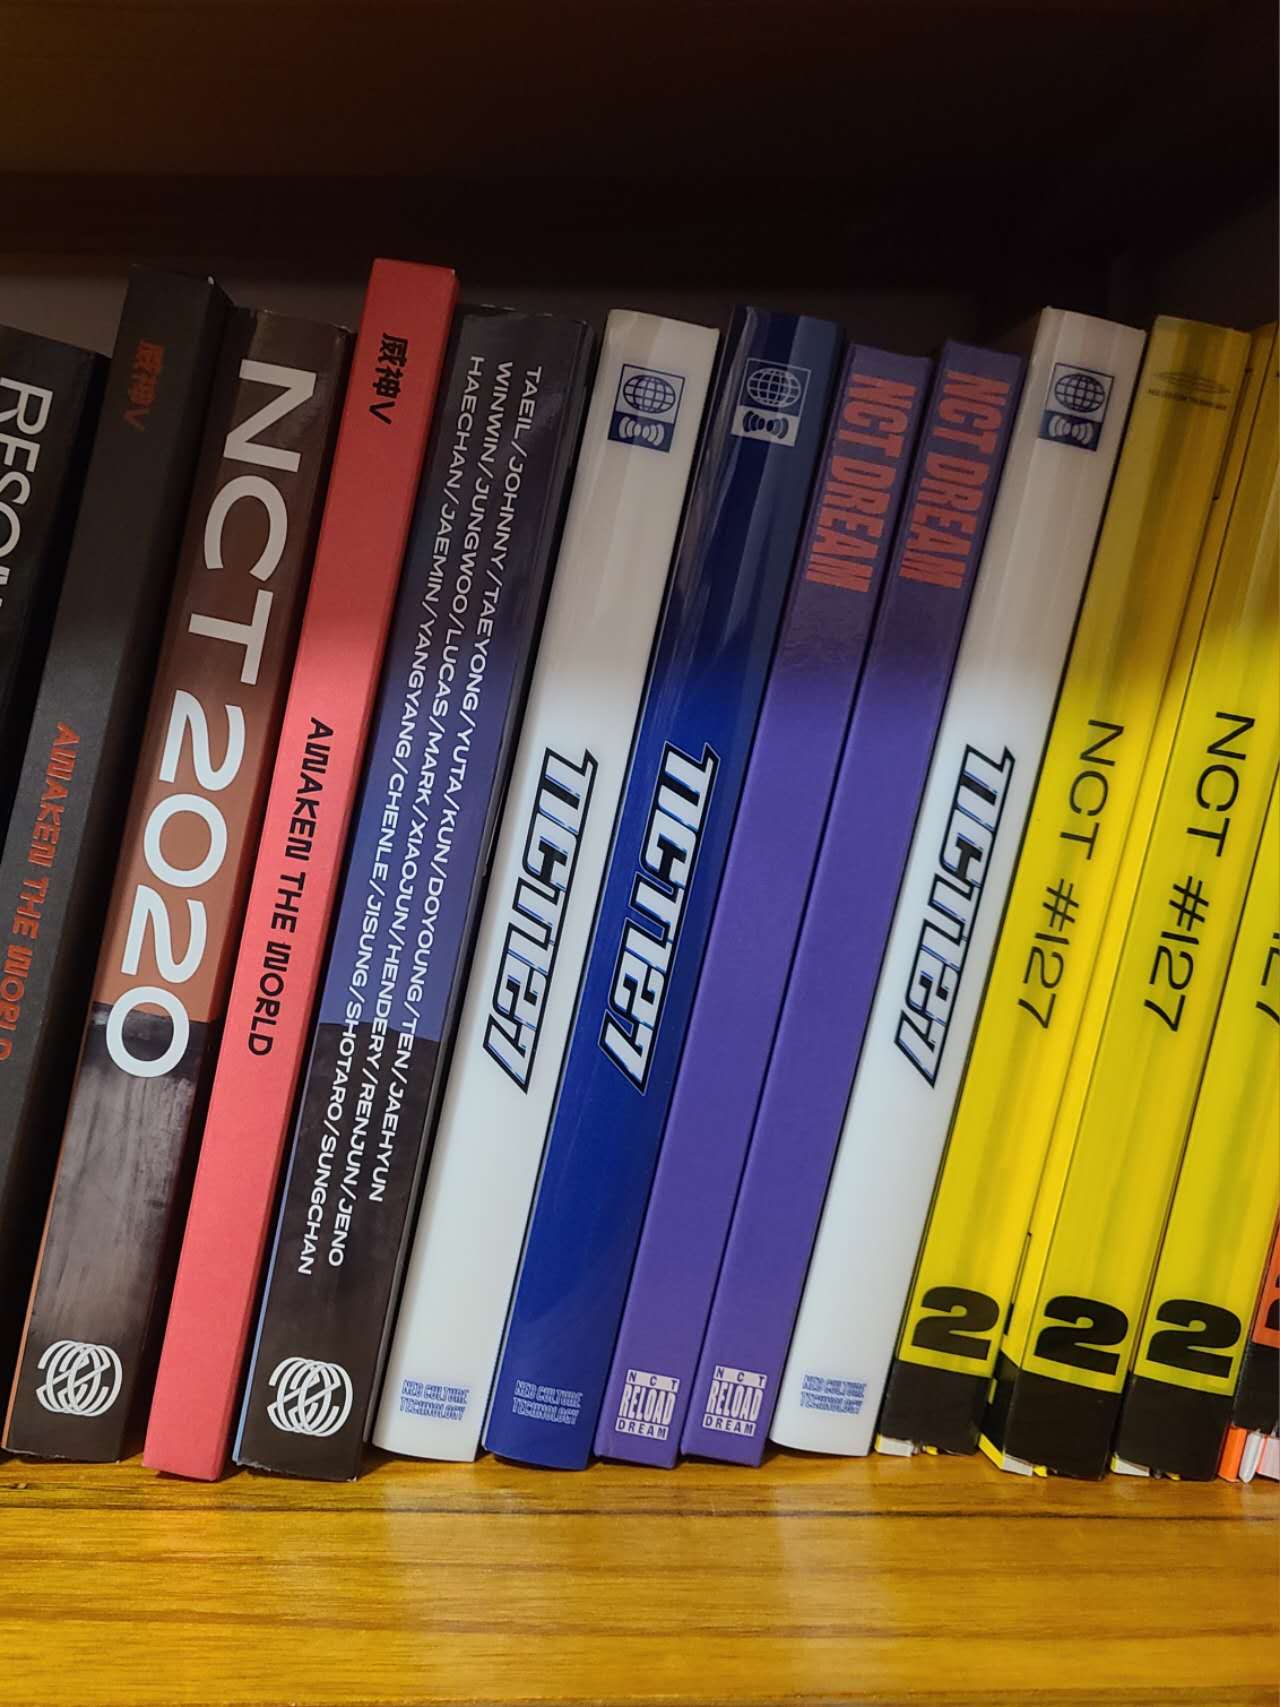 威神V
AWAKEN THE WORLD
NCT 2020
威神V
AWAKEN THE WORLD
TAEIL/JOHNNY/TAEYONG/YUTA/KUN/DOYOUNG/TEN/JAEHYUN
WINWIN/JUNGWOO/LUCAS/MARK/XIAOJUN/HENDERY/RENJUN/JENO
HAECHAN/JAEMIN/YANGYANG/CHENLE/JISUNG/SHOTARO/SUNGCHAN
NCT127
NEO CULTURE
TECHNOLOGY
NCT127
NEO CULTURE
TECHNOLOGY
NCT DREAM
NCT
RELOAD
DREAM
NCT DREAM
NCT
RELOAD
DREAM
NCT127
NEO CULTURE
TECHNOLOGY
NCT #127
2
NCT #127
2
2